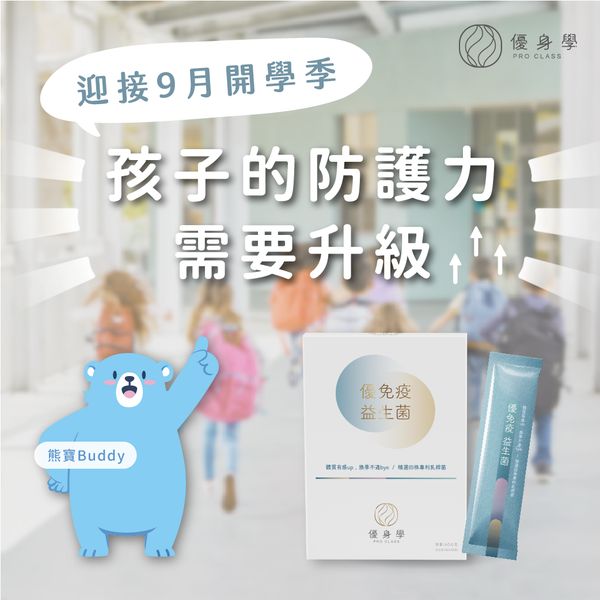 迎接9月開學季
優身學
PRO CLASS
孩子的防護力
需要升級
熊寶Buddy
優免疫
益生菌
優身學
PRO CLASS
優免疫 益生菌